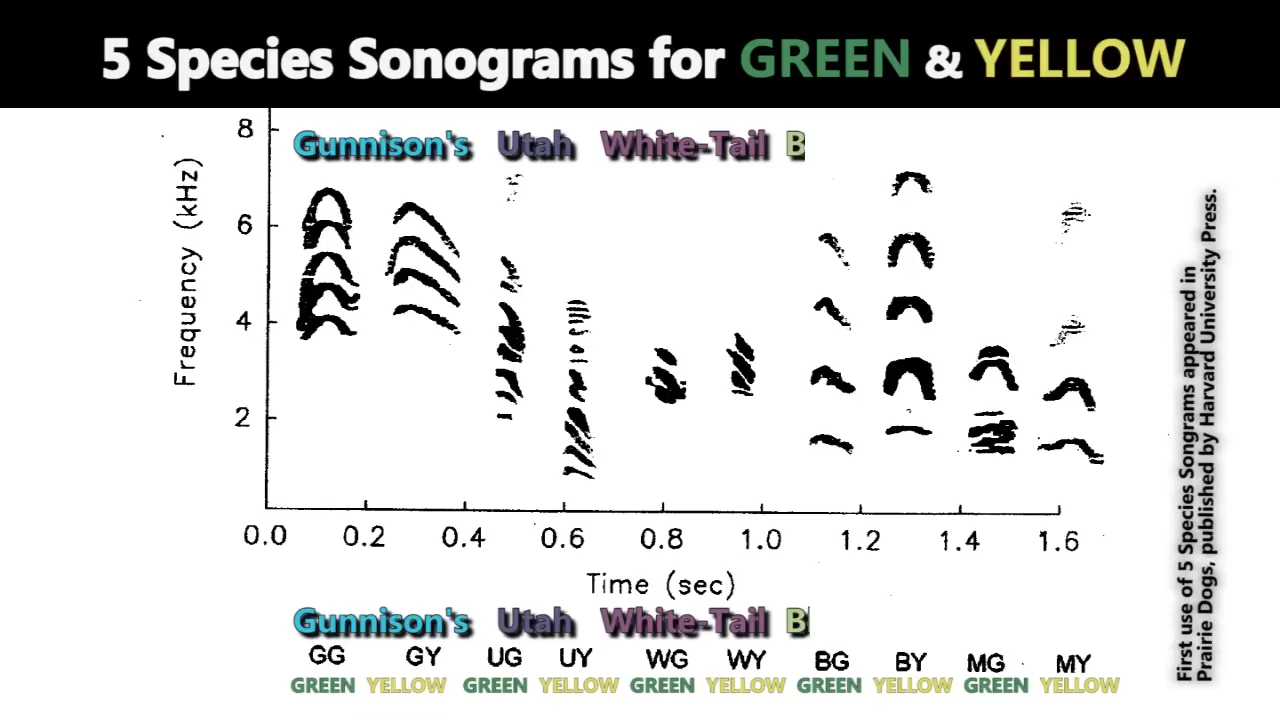 5 Species Sonograms for GREEN & YELLOW
Gunnison's Utah White-Tail B
8
6
4
2
Frequency (kHz)
0.0 0.2 0.4 0.6 0.8 1.0 1.2 1.4 1.6
Time (sec)
Gunnison's Utah White-Tail B
GG GY UG UY WG WY BG BY MG MY
GREEN YELLOW GREEN YELLOW GREEN YELLOW GREEN YELLOW GREEN YELLOW
First use of 5 Species Songrams appeared in
Prairie Dogs, published by Harvard University Press.